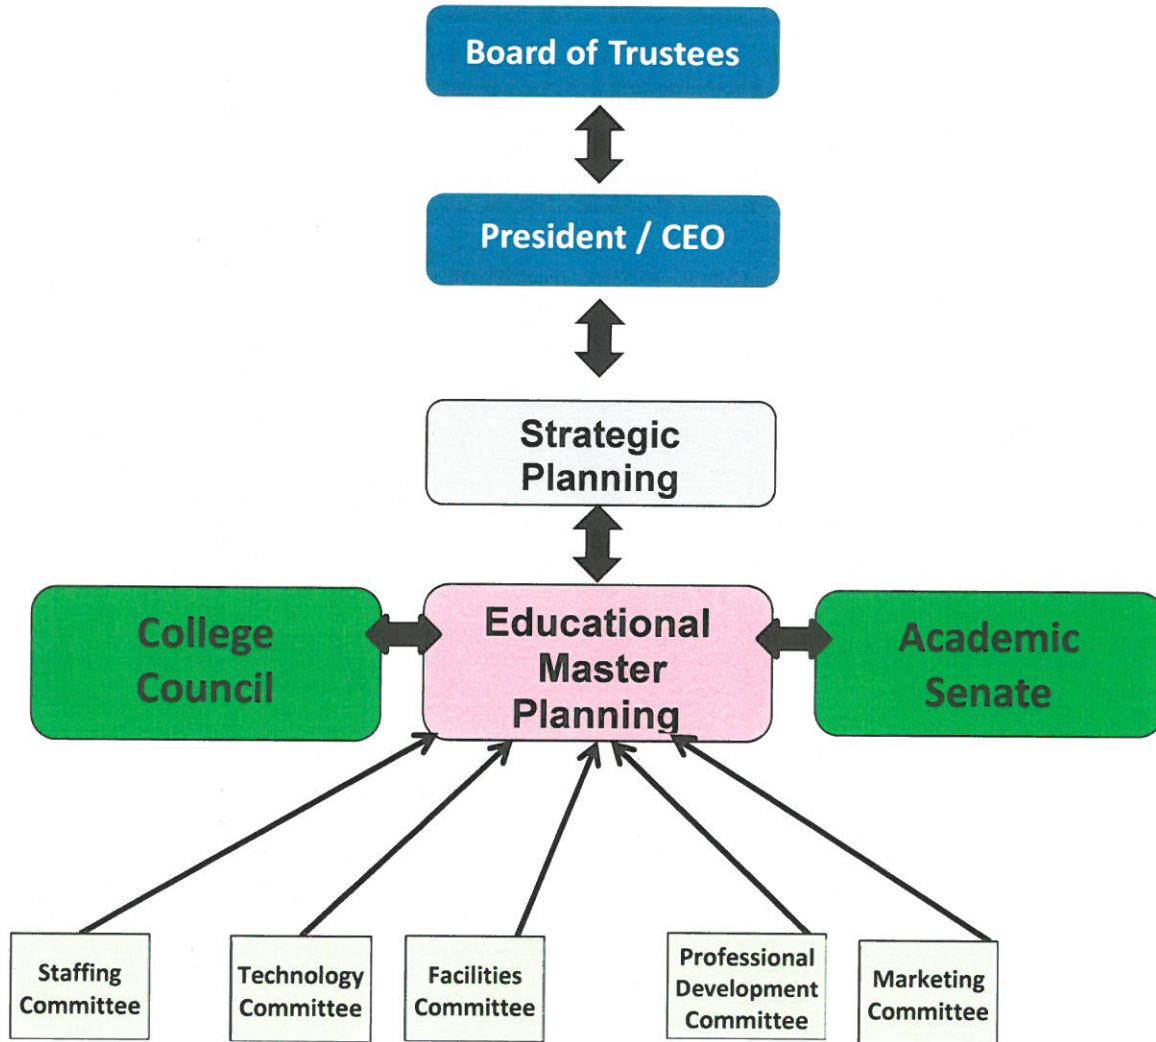 Board of Trustees
President / CEO
Strategic
Planning
College
Council
Educational
Master
Planning
Academic
Senate
Staffing
Committee
Technology
Committee
Facilities
Committee
Professional
Development
Committee
Marketing
Committee